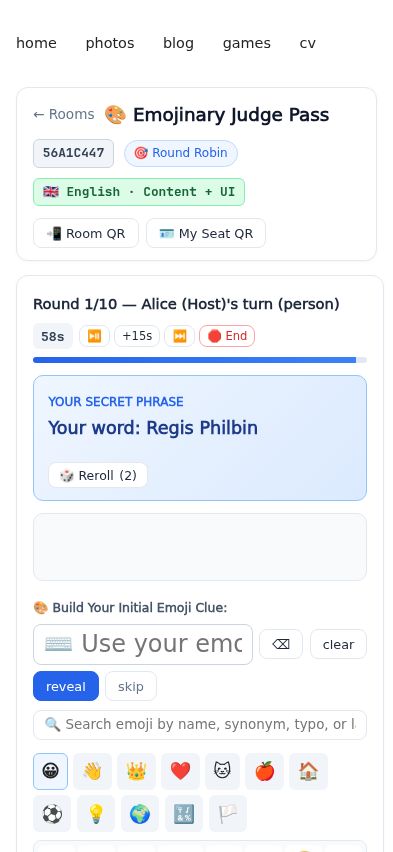 home photos blog games cv
← Rooms 🎨 Emojinary Judge Pass
56A1C447 🎯 Round Robin
🇬🇧 English · Content + UI
📲 Room QR 🪪 My Seat QR
Round 1/10 — Alice (Host)'s turn (person)
58s ⏯️ +15s ⏩ 🛑 End
YOUR SECRET PHRASE
Your word: Regis Philbin
🎲 Reroll (2)
🎨 Build Your Initial Emoji Clue:
⌨️ Use your emo ⌫ clear
reveal skip
🔍 Search emoji by name, synonym, typo, or l